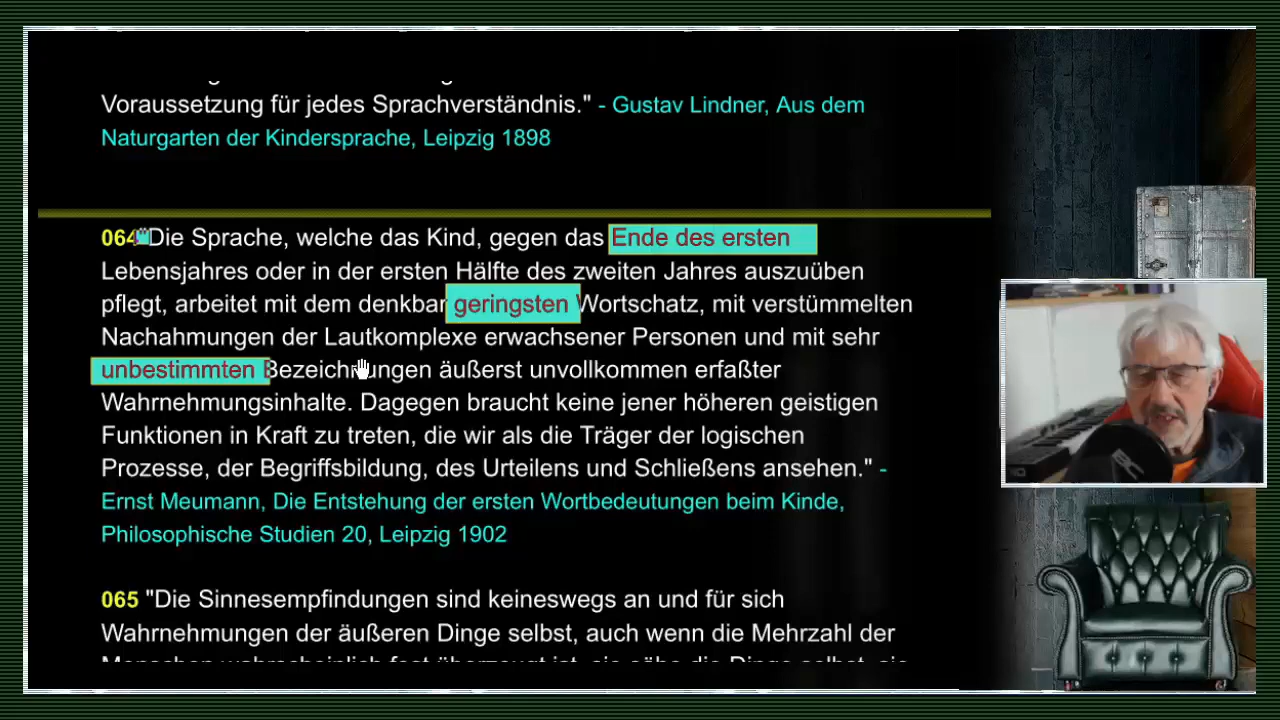 Voraussetzung für jedes Sprachverständnis." - Gustav Lindner, Aus dem
Naturgarten der Kindersprache, Leipzig 1898
064 "Die Sprache, welche das Kind, gegen das Ende des ersten
Lebensjahres oder in der ersten Hälfte des zweiten Jahres auszuüben
pflegt, arbeitet mit dem denkbar geringsten Wortschatz, mit verstümmelten
Nachahmungen der Lautkomplexe erwachsener Personen und mit sehr
unbestimmten Bezeichnungen äußerst unvollkommen erfaßter
Wahrnehmungsinhalte. Dagegen braucht keine jener höheren geistigen
Funktionen in Kraft zu treten, die wir als die Träger der logischen
Prozesse, der Begriffsbildung, des Urteilens und Schließens ansehen." -
Ernst Meumann, Die Entstehung der ersten Wortbedeutungen beim Kinde,
Philosophische Studien 20, Leipzig 1902
065 "Die Sinnesempfindungen sind keineswegs an und für sich
Wahrnehmungen der äußeren Dinge selbst, auch wenn die Mehrzahl der